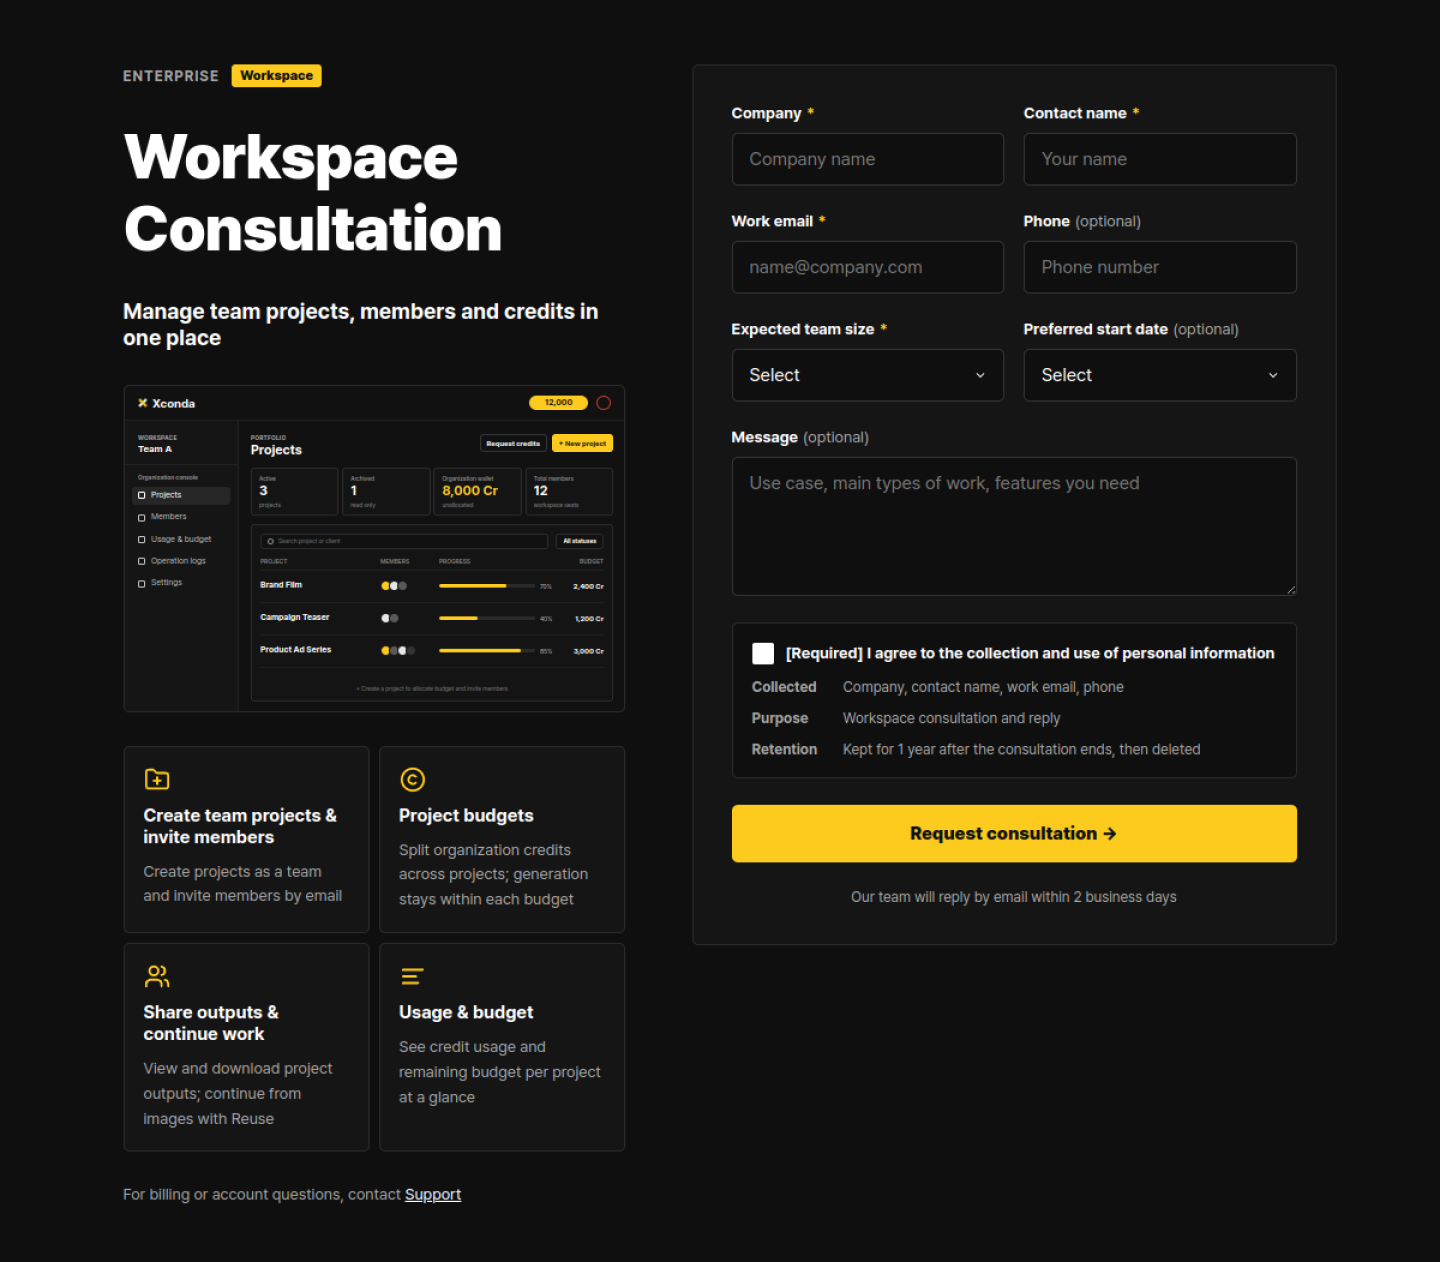 ENTERPRISE Workspace
Workspace
Consultation
Manage team projects, members and credits in
one place
Xconda
12,000
WORKSPACE
Team A
Organization console
Projects
Members
Usage & budget
Operation logs
Settings
PORTFOLIO
Projects
Request credits
+ New project
Active
3
projects
Archived
1
read only
Organization wallet
8,000 Cr
unallocated
Total members
12
workspace seats
Search project or client
All statuses
PROJECT MEMBERS PROGRESS BUDGET
Brand Film 70% 2,400 Cr
Campaign Teaser 40% 1,200 Cr
Product Ad Series 85% 3,000 Cr
+ Create a project to allocate budget and invite members
Create team projects &
invite members
Create projects as a team
and invite members by email
Project budgets
Split organization credits
across projects; generation
stays within each budget
Share outputs &
continue work
View and download project
outputs; continue from
images with Reuse
Usage & budget
See credit usage and
remaining budget per project
at a glance
For billing or account questions, contact Support
Company *
Company name
Contact name *
Your name
Work email *
name@company.com
Phone (optional)
Phone number
Expected team size *
Select
Preferred start date (optional)
Select
Message (optional)
Use case, main types of work, features you need
[Required] I agree to the collection and use of personal information
Collected Company, contact name, work email, phone
Purpose Workspace consultation and reply
Retention Kept for 1 year after the consultation ends, then deleted
Request consultation →
Our team will reply by email within 2 business days